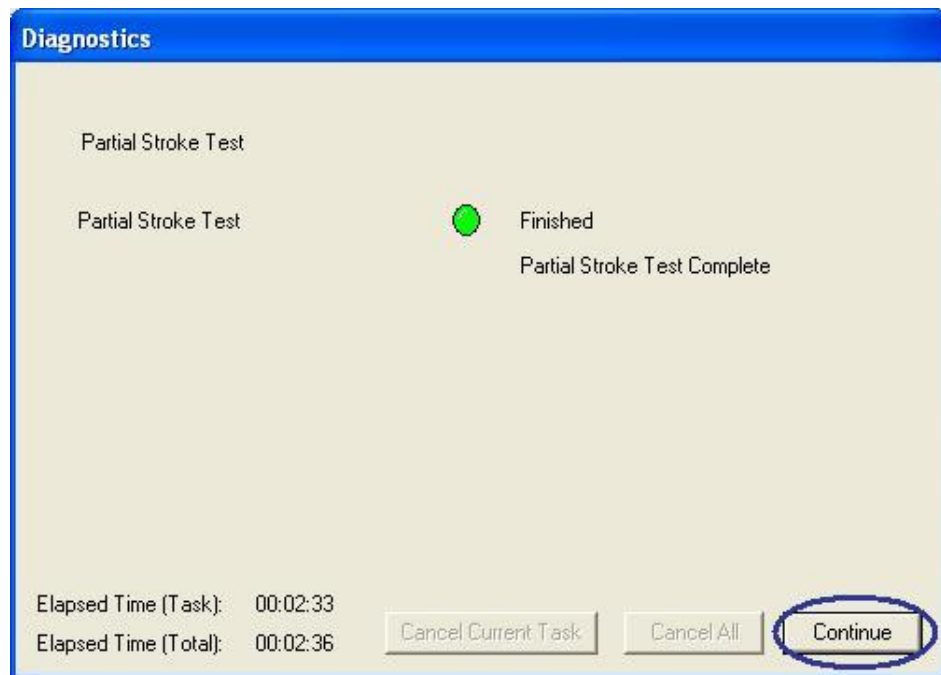 Diagnostics
Partial Stroke Test
Partial Stroke Test
Finished
Partial Stroke Test Complete
Elapsed Time (Task): 00:02:33
Elapsed Time (Total): 00:02:36
Cancel Current Task
Cancel All
Continue